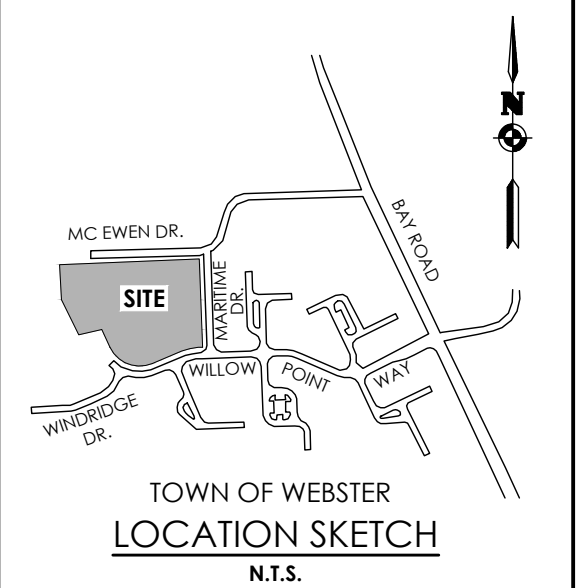 N
MC EWEN DR.
BAY ROAD
SITE
MARITIME
DR.
WILLOW
POINT
WAY
WINDRIDGE
DR.
TOWN OF WEBSTER
LOCATION SKETCH
N.T.S.